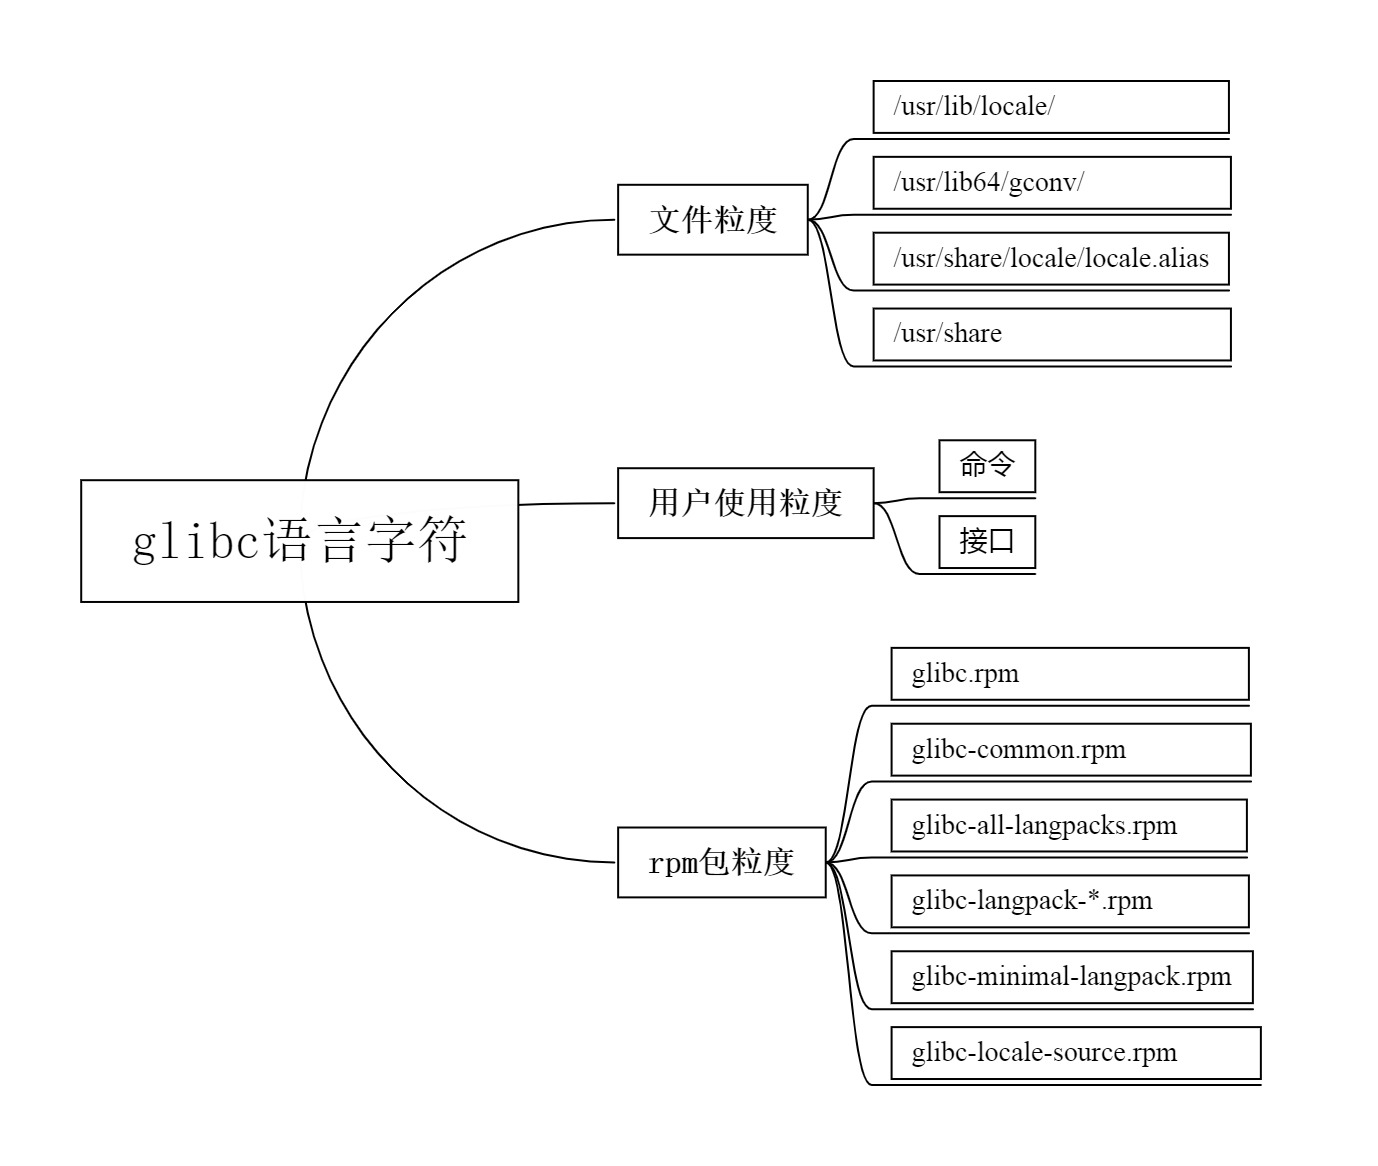 glibc语言字符
文件粒度
/usr/lib/locale/
/usr/lib64/gconv/
/usr/share/locale/locale.alias
/usr/share
用户使用粒度
命令
接口
rpm包粒度
glibc.rpm
glibc-common.rpm
glibc-all-langpacks.rpm
glibc-langpack-*.rpm
glibc-minimal-langpack.rpm
glibc-locale-source.rpm